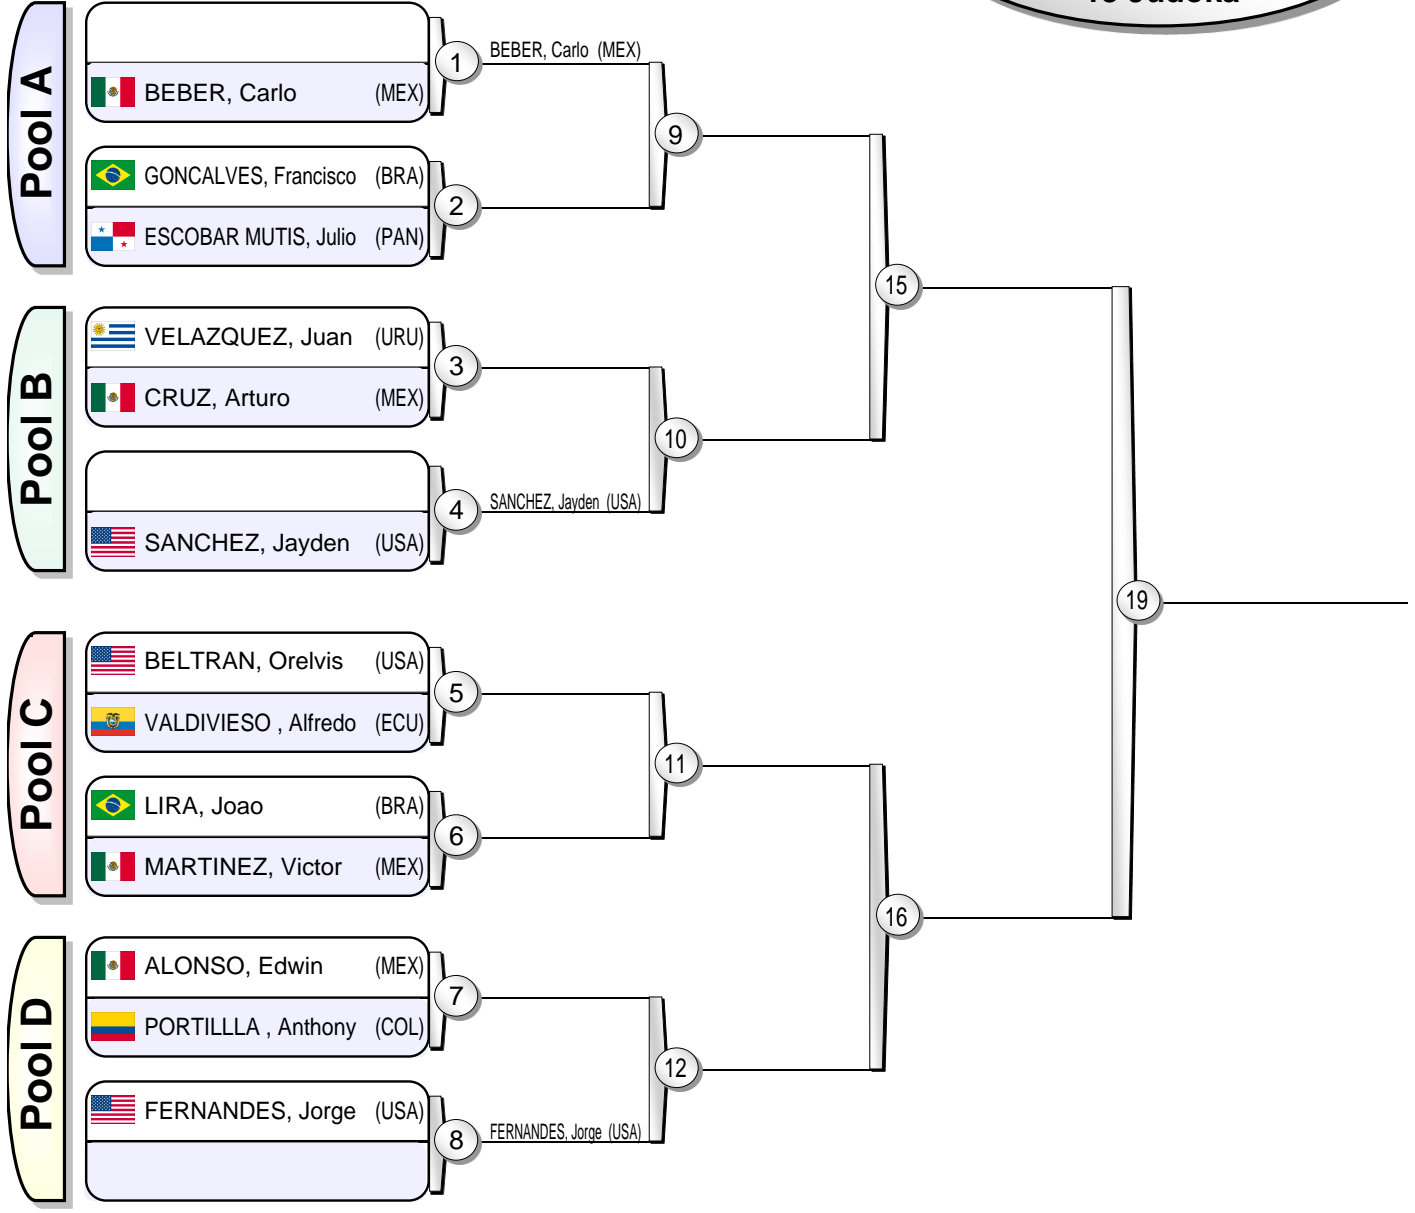 Judoka
Pool A
BEBER, Carlo (MEX)
1
BEBER, Carlo (MEX)
GONCALVES, Francisco (BRA)
ESCOBAR MUTIS, Julio (PAN)
2
9
Pool B
VELAZQUEZ, Juan (URU)
CRUZ, Arturo (MEX)
3
SANCHEZ, Jayden (USA)
4
SANCHEZ, Jayden (USA)
10
15
Pool C
BELTRAN, Orelvis (USA)
VALDIVIESO , Alfredo (ECU)
5
LIRA, Joao (BRA)
MARTINEZ, Victor (MEX)
6
11
Pool D
ALONSO, Edwin (MEX)
PORTILLLA , Anthony (COL)
7
FERNANDES, Jorge (USA)
8
FERNANDES, Jorge (USA)
12
16
19